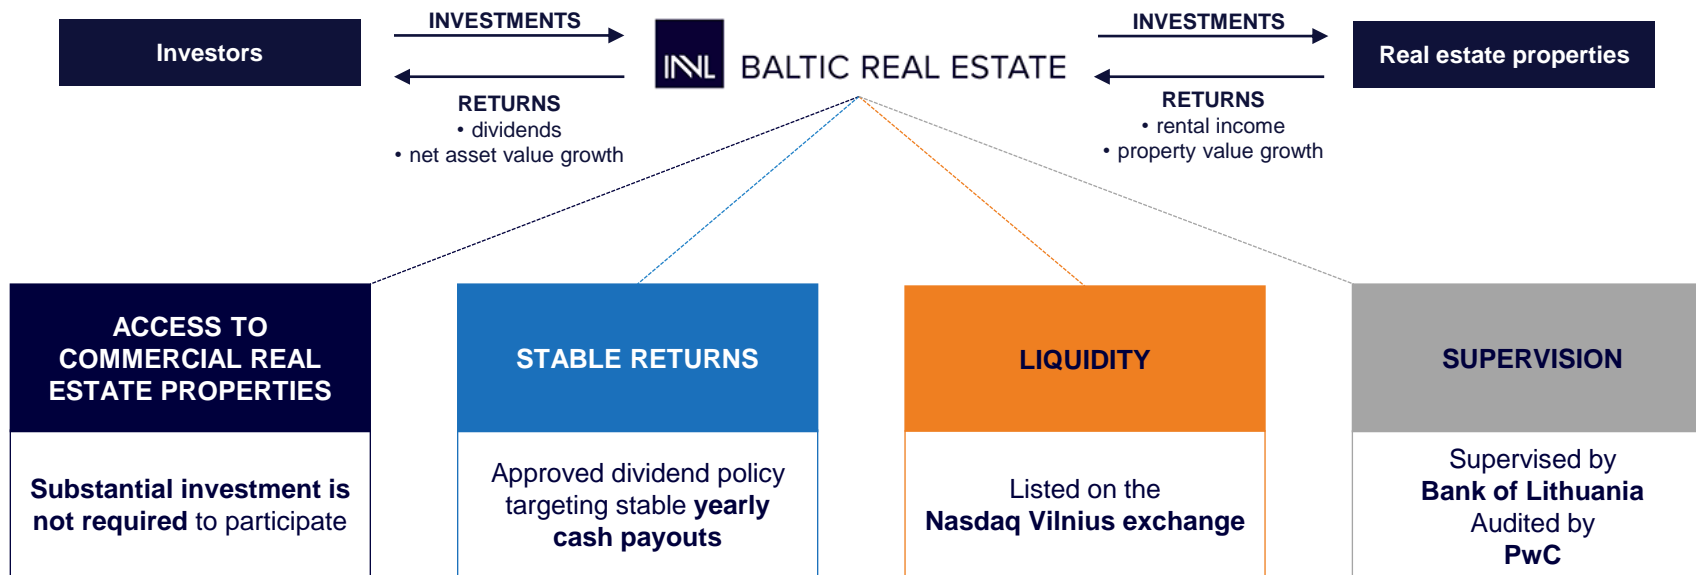 Investors
INVESTMENTS
RETURNS
• dividends
• net asset value growth
INVL
BALTIC REAL ESTATE
INVESTMENTS
RETURNS
• rental income
• property value growth
Real estate properties
ACCESS TO
COMMERCIAL REAL
ESTATE PROPERTIES
Substantial investment is
not required to participate
STABLE RETURNS
Approved dividend policy
targeting stable yearly
cash payouts
LIQUIDITY
Listed on the
Nasdaq Vilnius exchange
SUPERVISION
Supervised by
Bank of Lithuania
Audited by
PwC